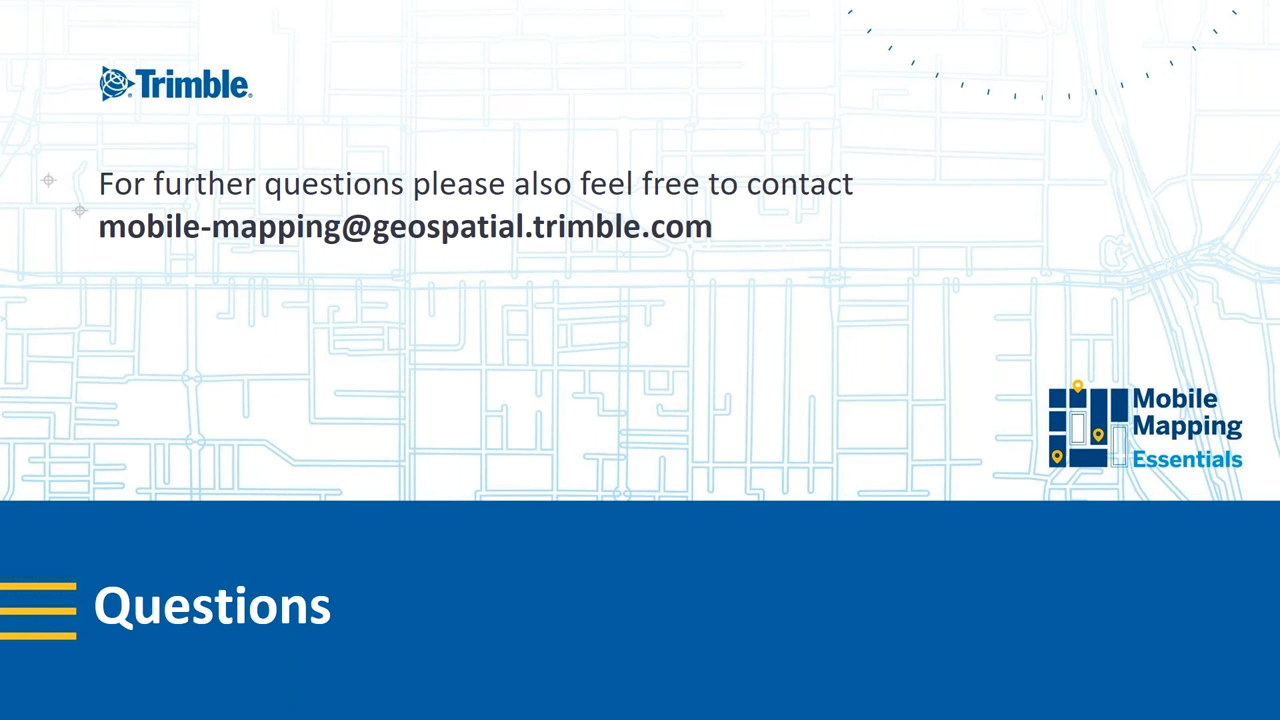 Trimble
For further questions please also feel free to contact
mobile-mapping@geospatial.trimble.com
Mobile
Mapping
Essentials
Questions